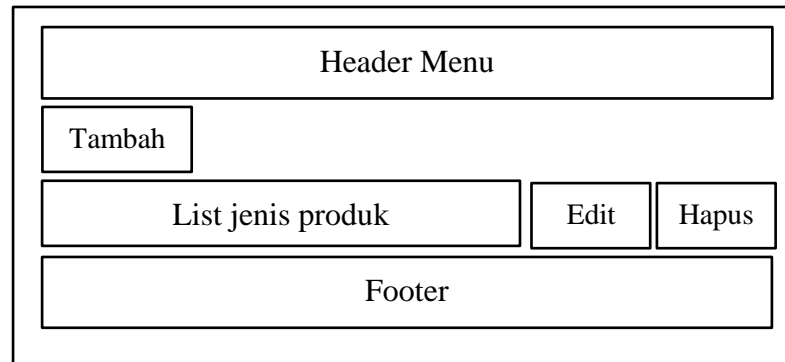 Header Menu
Tambah
List jenis produk
Edit
Hapus
Footer